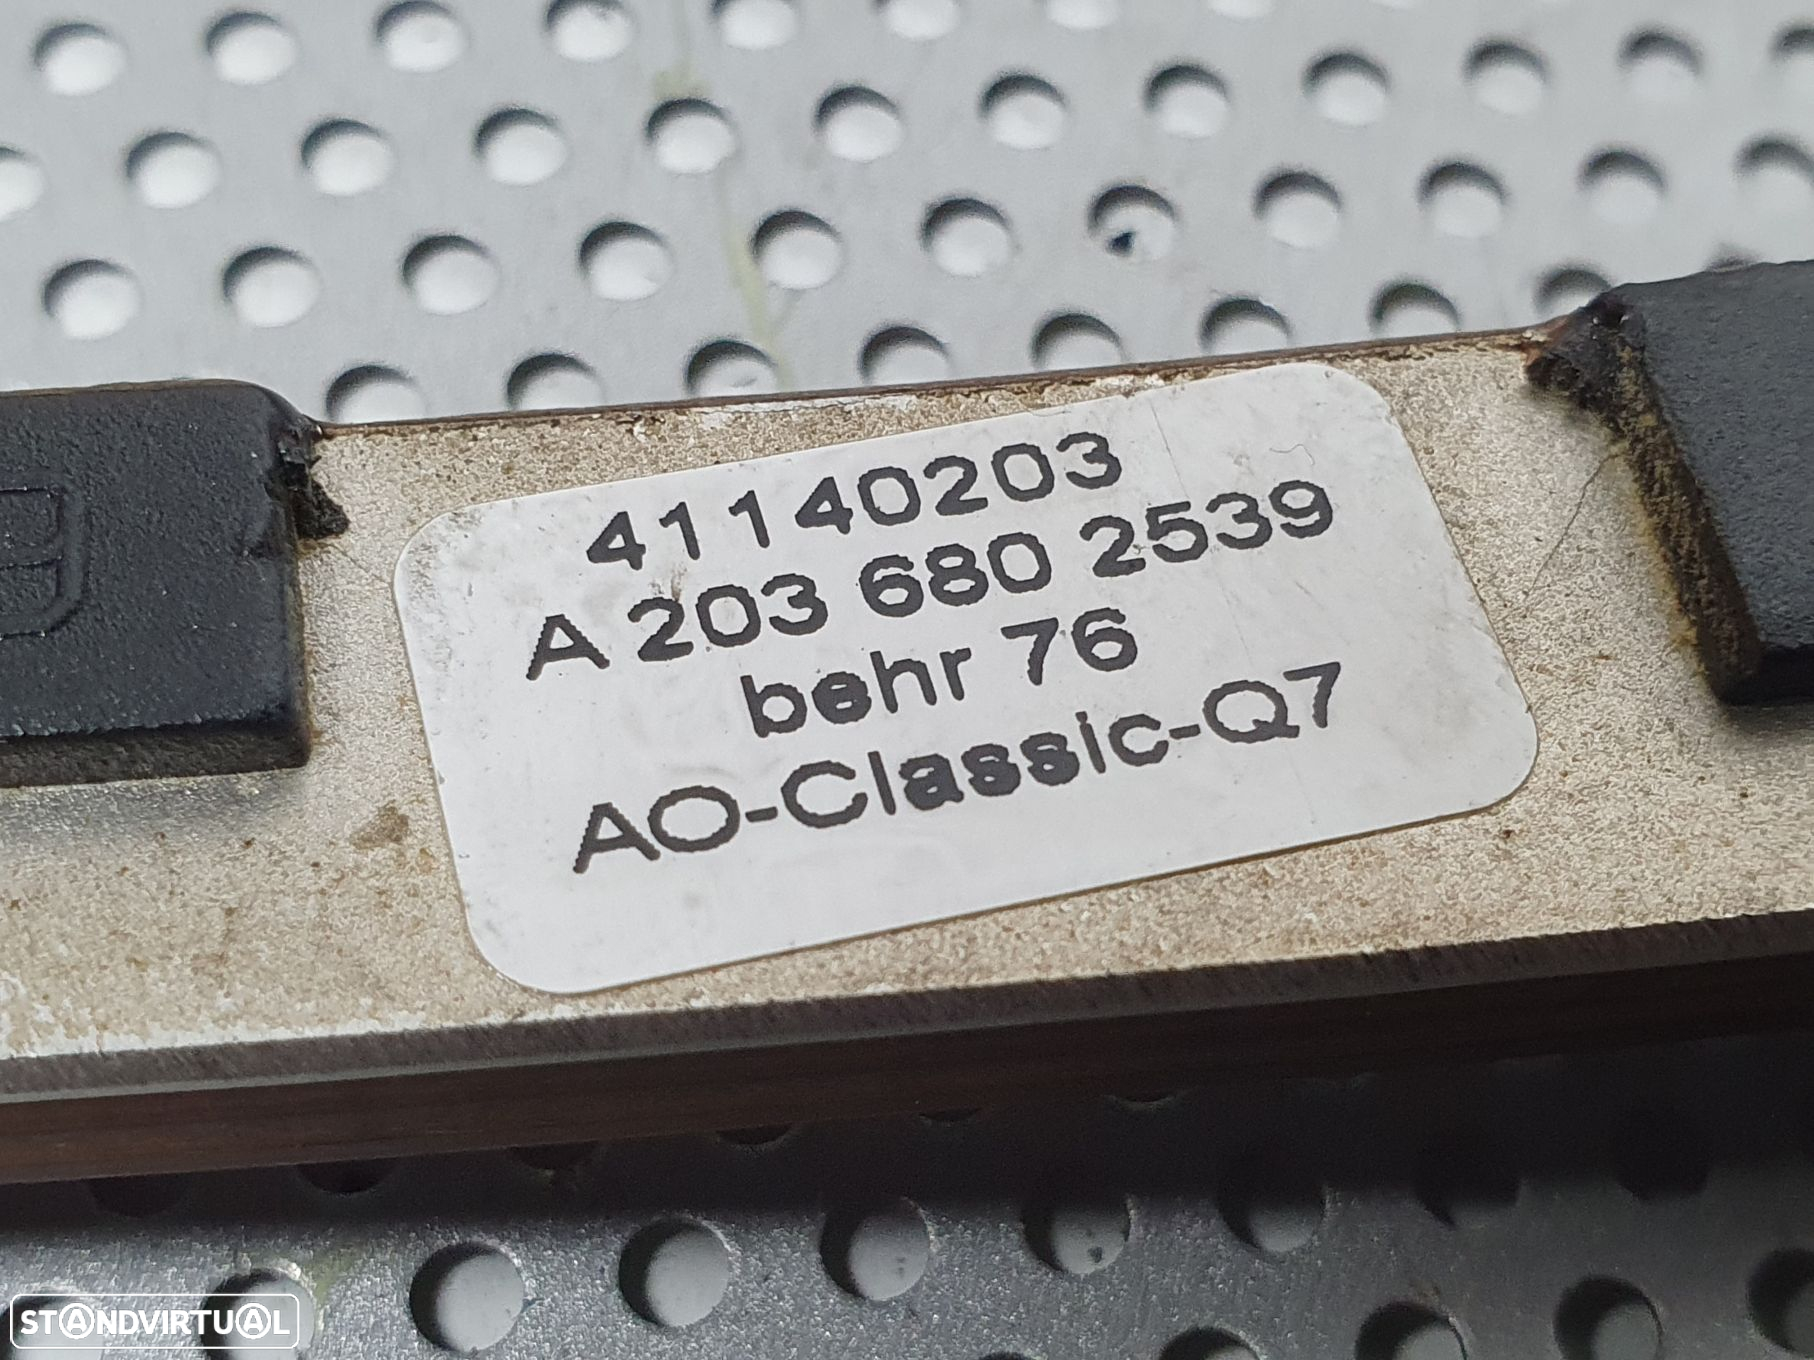 41140203
A 203 680 2539
behr 76
AO-Classic-Q7
STANDVIRTUAL